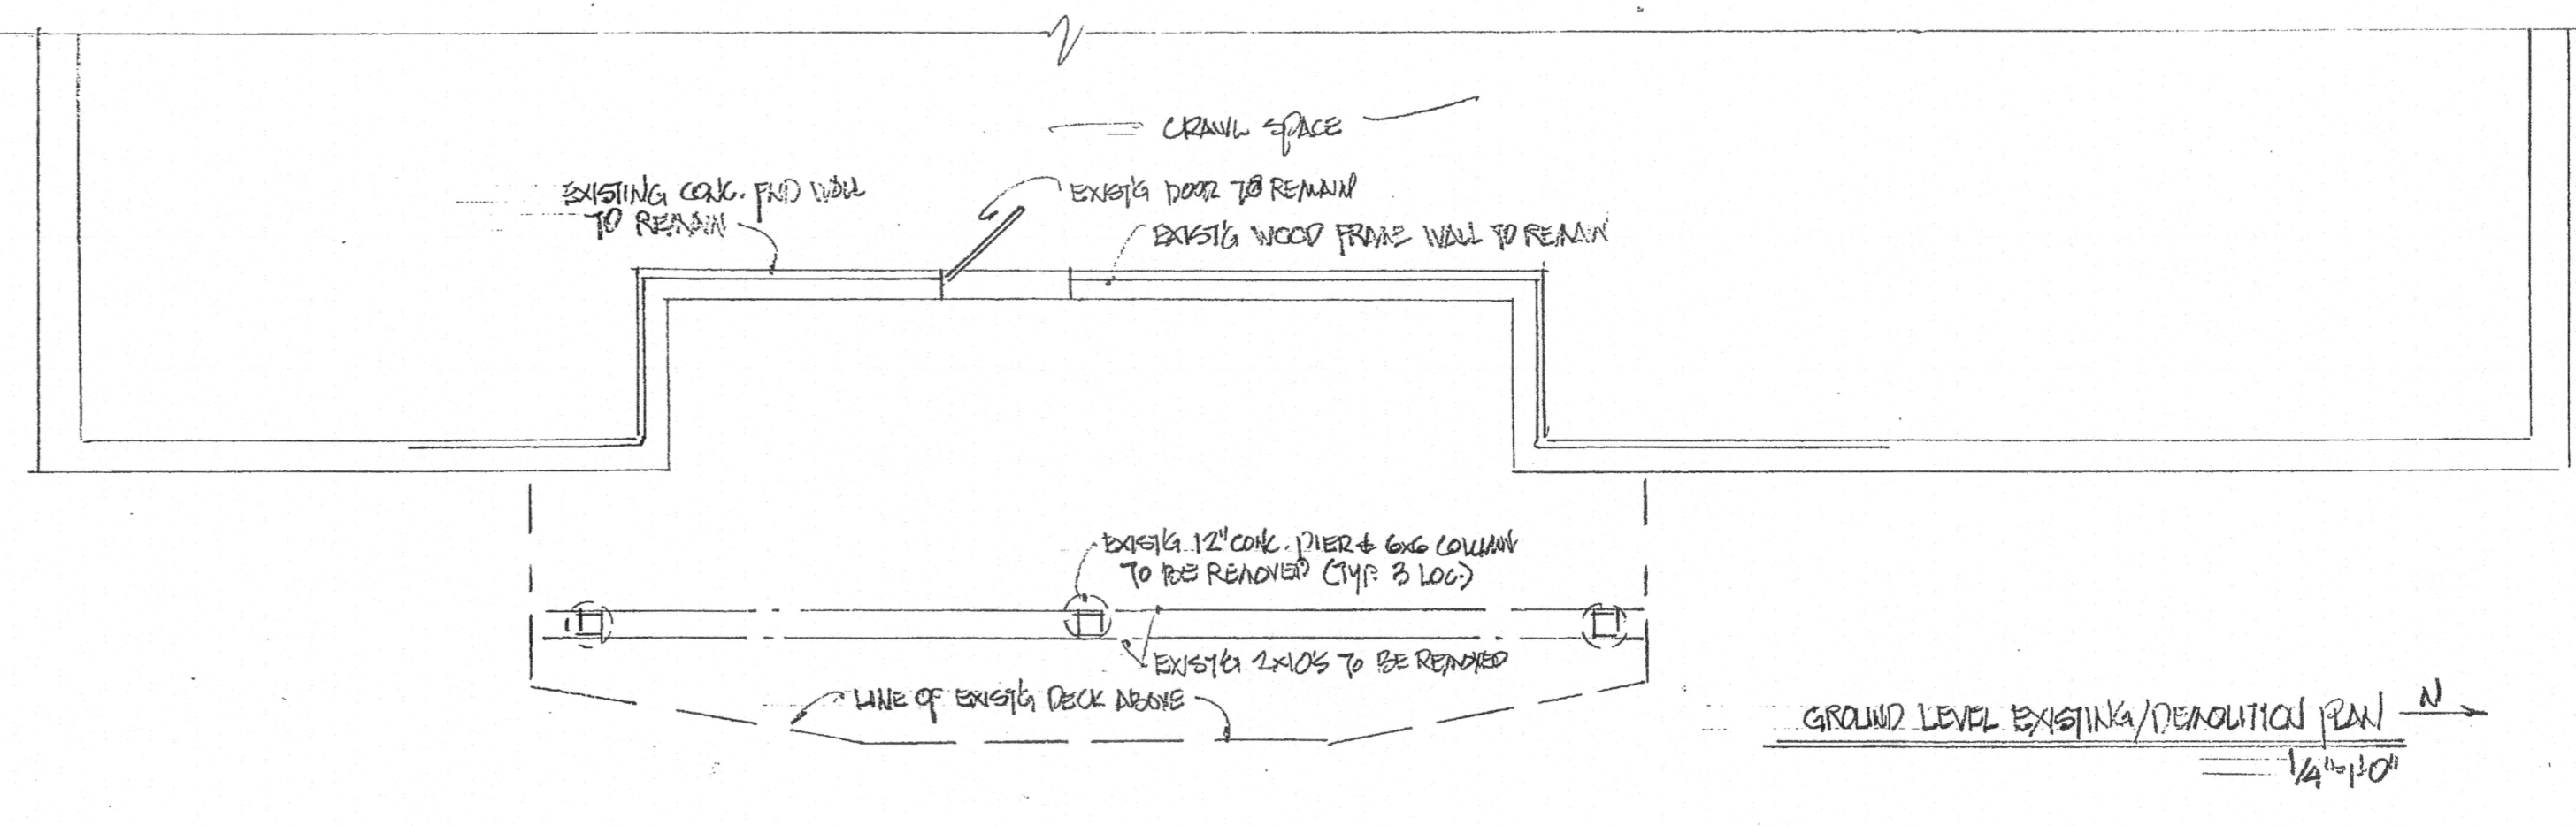 CRAWL SPACE
EXISTING CONC. FND WALL
TO REMAIN
EXIST'G DOOR TO REMAIN
EXIST'G WOOD FRAME WALL TO REMAIN
EXIST'G 12" CONC. PIER & 6x6 COLUMN
TO BE REMOVED (TYP. 3 LOC.)
EXIST'G 2x10'S TO BE REMOVED
LINE OF EXIST'G DECK ABOVE
GROUND LEVEL EXISTING/DEMOLITION PLAN N
1/4"=1'-0"